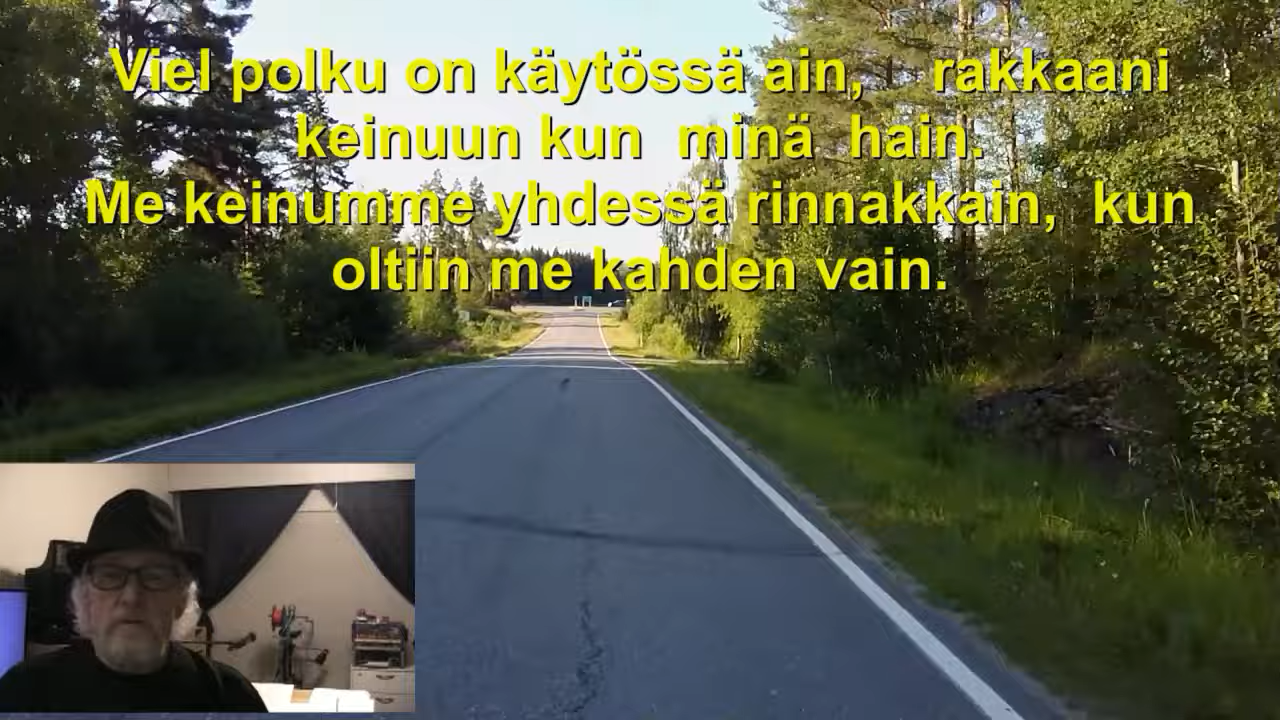 Viel polku on käytössä ain, rakkaani
keinuun kun minä hain.
Me keinumme yhdessä rinnakkain, kun
oltiin me kahden vain.